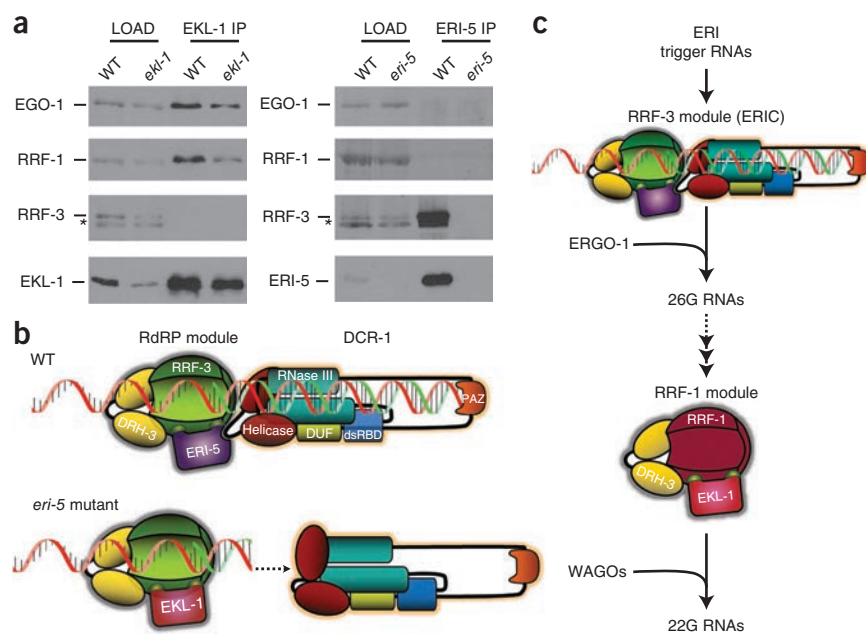 a
LOAD
EKL-1 IP
WT
ekl-1
WT
ekl-1
EGO-1
RRF-1
RRF-3
*
EKL-1
LOAD
ERI-5 IP
WT
eri-5
WT
eri-5
EGO-1
RRF-1
RRF-3
*
ERI-5
b
RdRP module
DCR-1
WT
RRF-3
RNase III
PAZ
DRH-3
ERI-5
Helicase
DUF
dsRBD
eri-5 mutant
EKL-1
c
ERI
trigger RNAs
RRF-3 module (ERIC)
ERGO-1
26G RNAs
RRF-1 module
RRF-1
DRH-3
EKL-1
WAGOs
22G RNAs